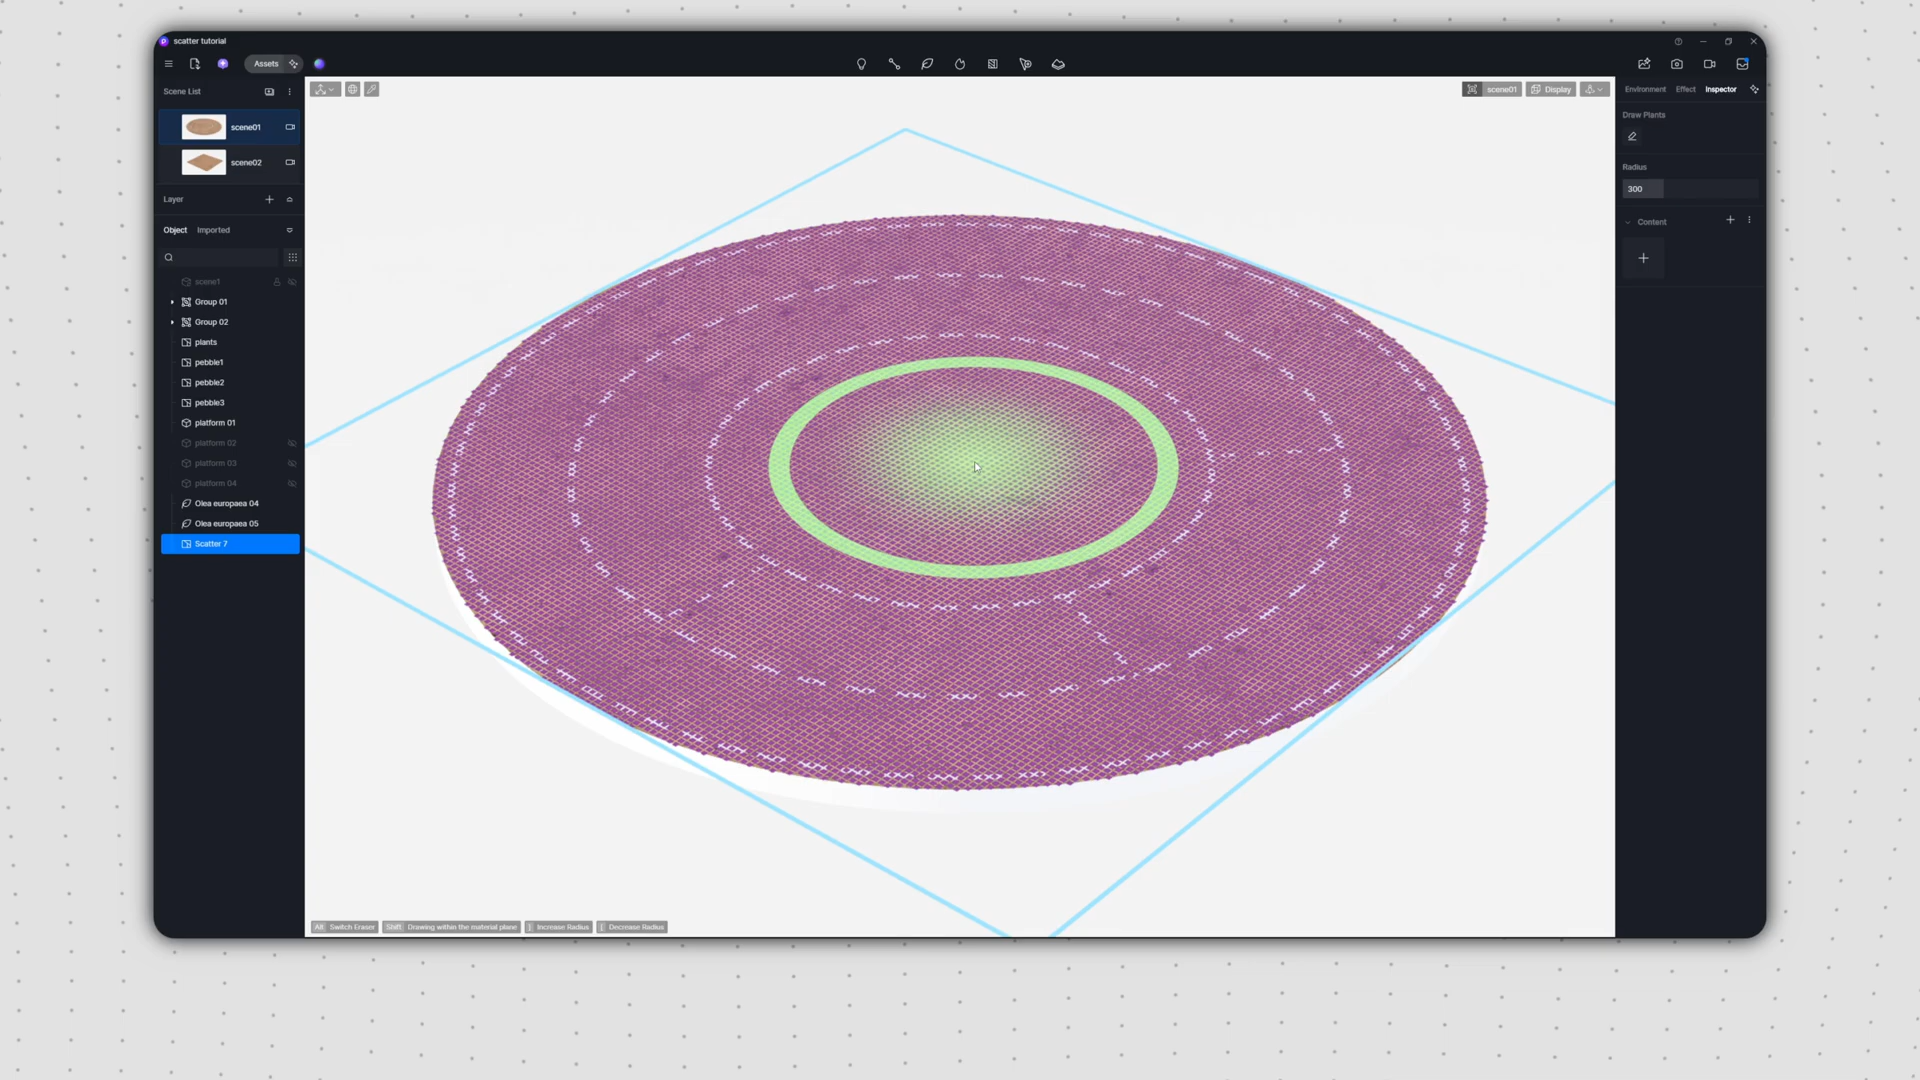 scatter tutorial
Assets
Scene List
scene01
scene02
Layer
Object Imported
scene1
Group 01
Group 02
plants
pebble1
pebble2
pebble3
platform 01
platform 02
platform 03
platform 04
Olea europaea 04
Olea europaea 05
Scatter 7
scene01 Display
Alt Switch Eraser Shift Drawing within the material plane ] Increase Radius [ Decrease Radius
Environment Effect Inspector
Draw Plants
Radius
300
Content